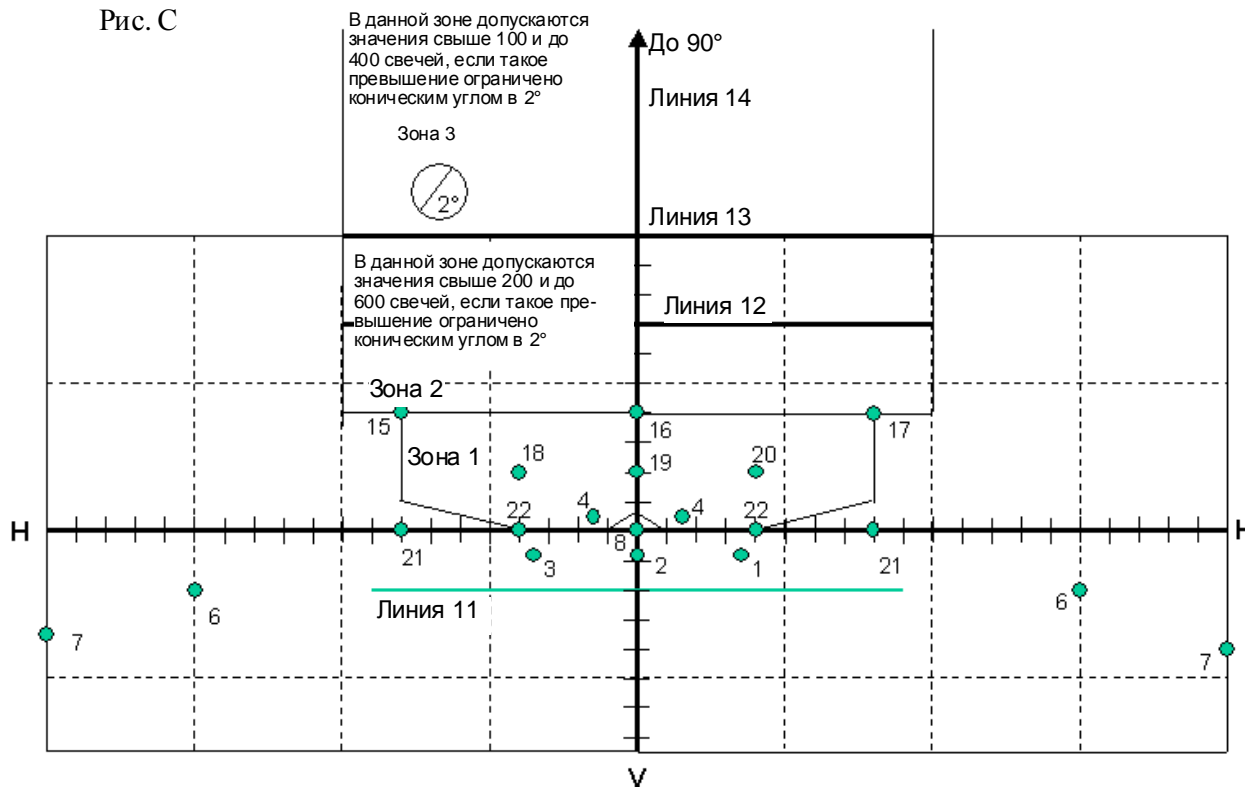 Рис. С
В данной зоне допускаются
значения свыше 100 и до
400 свечей, если такое
превышение ограничено
коническим углом в 2°
До 90°
Линия 14
Зона 3
2°
Линия 13
В данной зоне допускаются
значения свыше 200 и до
600 свечей, если такое пре-
вышение ограничено
коническим углом в 2°
Линия 12
Зона 2
15
16
17
Зона 1
18
19
20
4
4
22
22
H
8
H
21
3
2
1
21
6
Линия 11
6
7
7
V